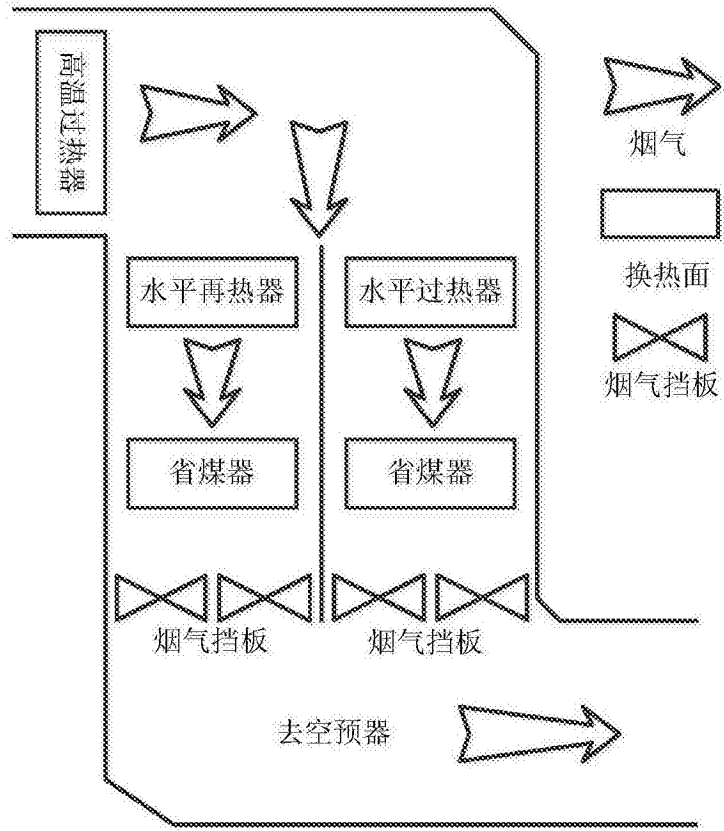 高温过热器
烟气
换热面
烟气挡板
水平再热器
水平过热器
省煤器
省煤器
烟气挡板
烟气挡板
去空预器